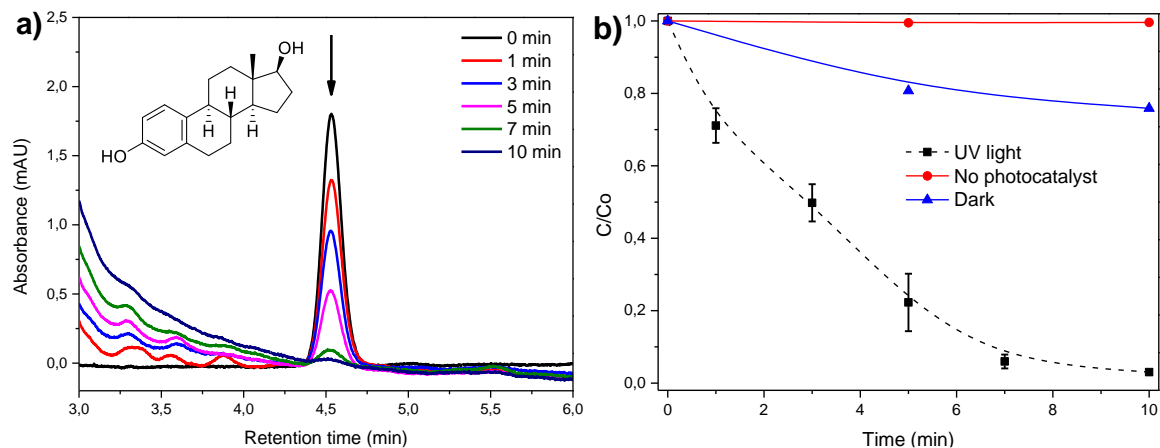 a)
2,5
2,0
1,5
1,0
0,5
0,0
Absorbance (mAU)
3,0 3,5 4,0 4,5 5,0 5,5 6,0
Retention time (min)
OH
H
H H
HO
0 min
1 min
3 min
5 min
7 min
10 min
b)
1,0
0,8
0,6
0,4
0,2
0,0
C/Co
0 2 4 6 8 10
Time (min)
UV light
No photocatalyst
Dark